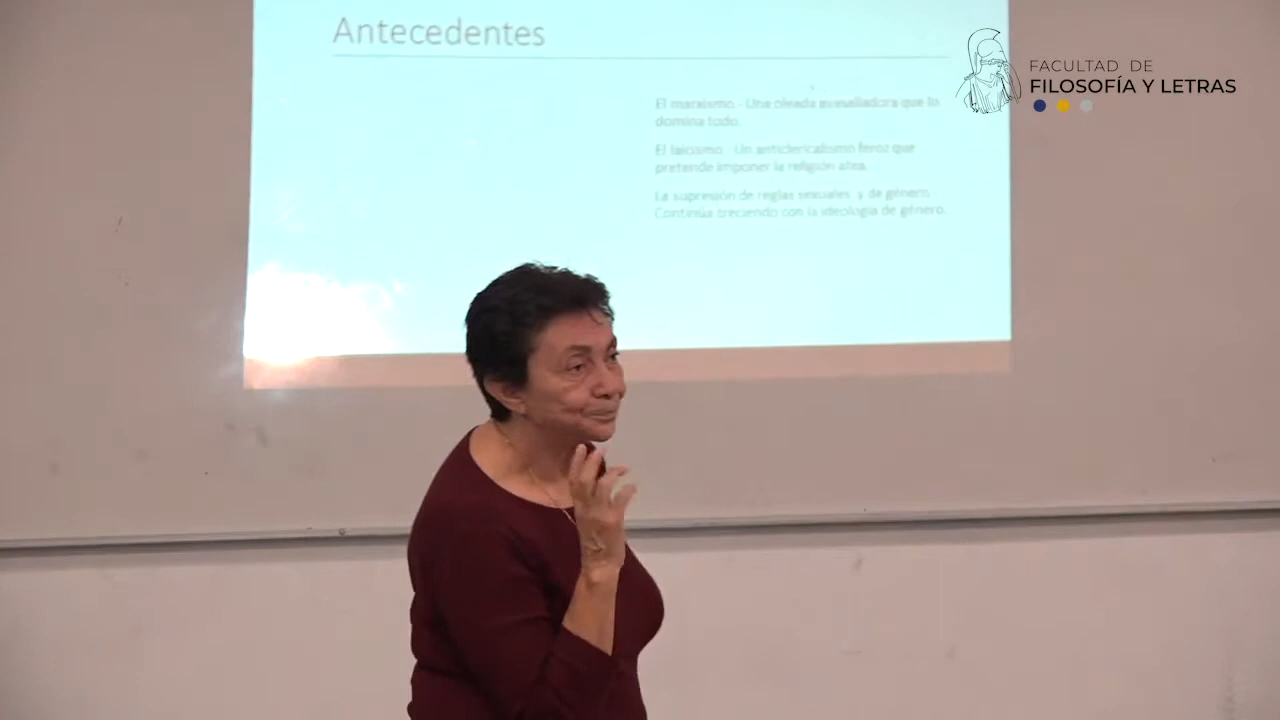 Antecedentes
FACULTAD DE
FILOSOFÍA Y LETRAS
El marxismo - Una oleada avasalladora que lo
domina todo.
El laicismo - Un anticlericalismo feroz que
pretende imponer la religión atea.
La supresión de reglas sexuales y de género -
Continúa creciendo con la ideología de género.